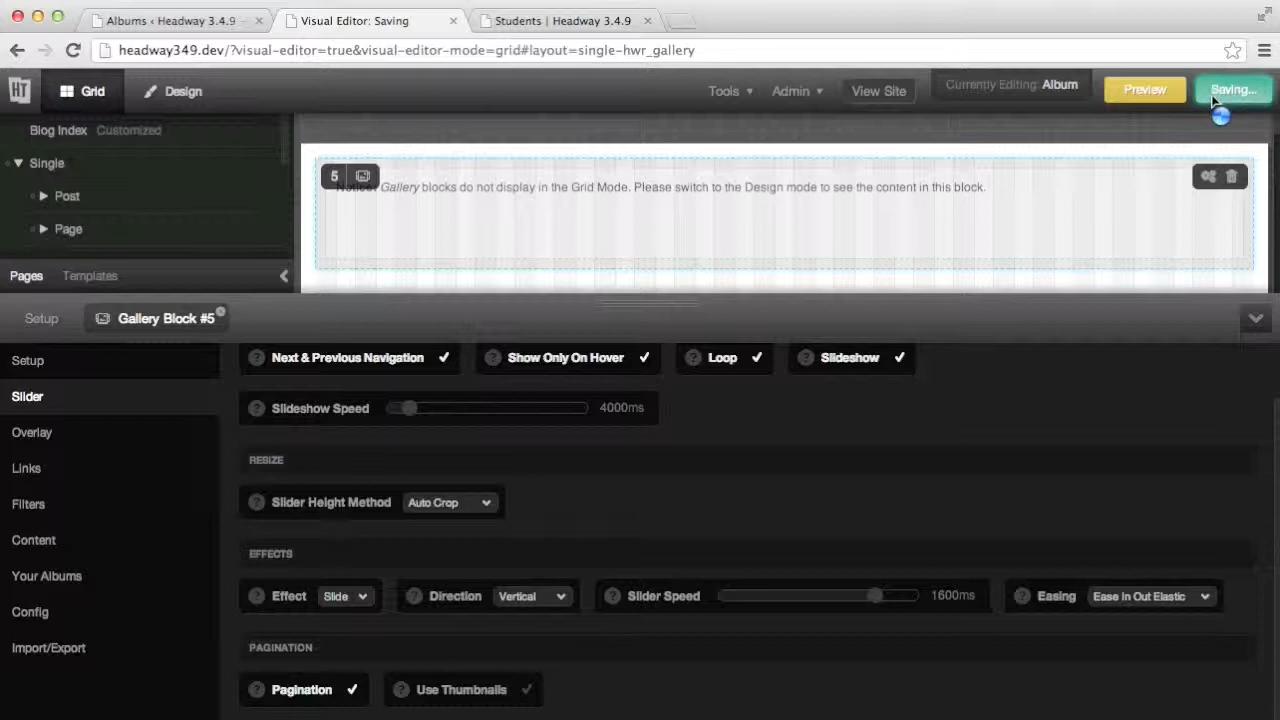 Albums ‹ Headway 3.4.9 –
Visual Editor: Saving
Students | Headway 3.4.9
headway349.dev/?visual-editor=true&visual-editor-mode=grid#layout=single-hwr_gallery
HT Grid Design Tools Admin View Site Currently Editing: Album Preview Saving...
Blog Index Customized
Single
Post
Page
Pages Templates
5
Notice: Gallery blocks do not display in the Grid Mode. Please switch to the Design mode to see the content in this block.
Setup Gallery Block #5
Setup
Slider
Overlay
Links
Filters
Content
Your Albums
Config
Import/Export
? Next & Previous Navigation ? Show Only On Hover ? Loop ? Slideshow
? Slideshow Speed 4000ms
RESIZE
? Slider Height Method Auto Crop
EFFECTS
? Effect Slide ? Direction Vertical ? Slider Speed 1600ms ? Easing Ease In Out Elastic
PAGINATION
? Pagination ? Use Thumbnails